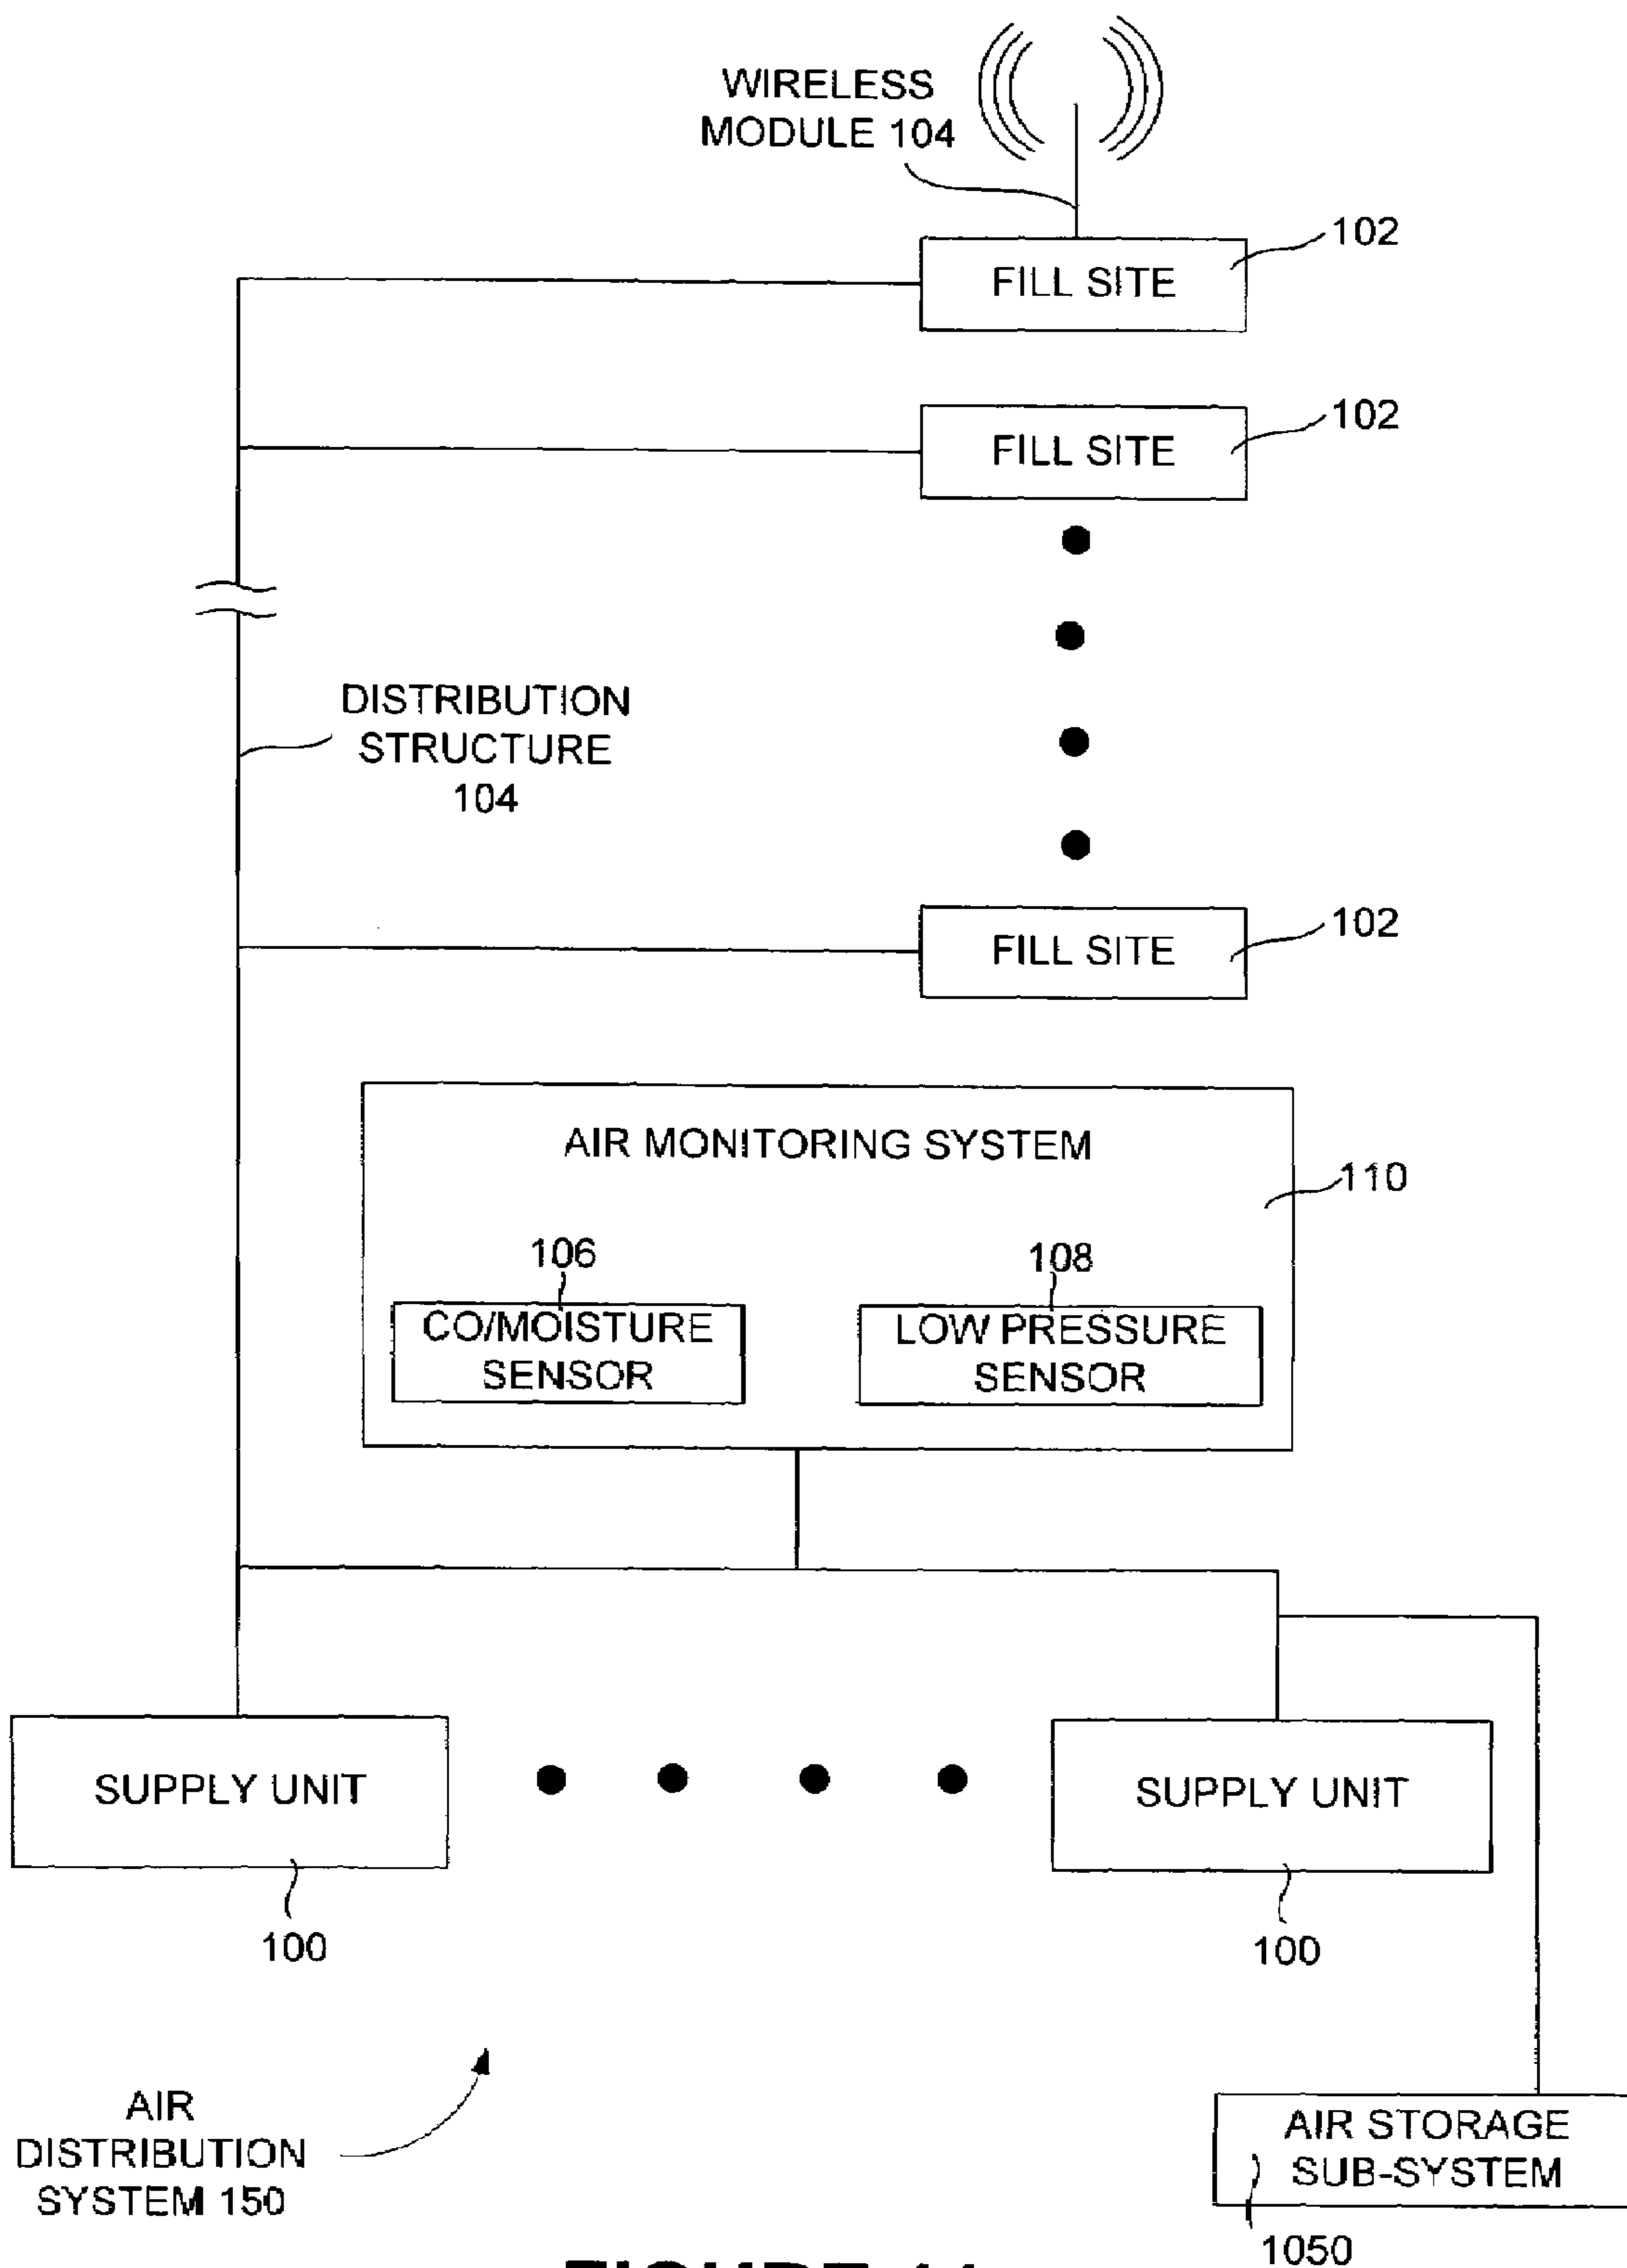 WIRELESS
MODULE 104
102
FILL SITE
102
FILL SITE
DISTRIBUTION
STRUCTURE
104
102
FILL SITE
AIR MONITORING SYSTEM
110
106
108
CO/MOISTURE
SENSOR
LOW PRESSURE
SENSOR
SUPPLY UNIT
SUPPLY UNIT
100
100
AIR
DISTRIBUTION
SYSTEM 150
AIR STORAGE
SUB-SYSTEM
1050